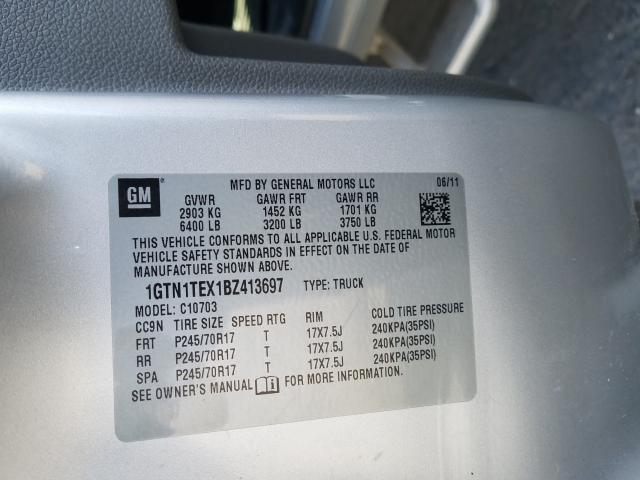 GM
MFD BY GENERAL MOTORS LLC 06/11
GVWR GAWR FRT GAWR RR
2903 KG 1452 KG 1701 KG
6400 LB 3200 LB 3750 LB
THIS VEHICLE CONFORMS TO ALL APPLICABLE U.S. FEDERAL MOTOR
VEHICLE SAFETY STANDARDS IN EFFECT ON THE DATE OF
MANUFACTURE SHOWN ABOVE.
1GTN1TEX1BZ413697 TYPE: TRUCK
MODEL: C10703
CC9N TIRE SIZE SPEED RTG RIM COLD TIRE PRESSURE
FRT P245/70R17 T 17X7.5J 240KPA(35PSI)
RR P245/70R17 T 17X7.5J 240KPA(35PSI)
SPA P245/70R17 T 17X7.5J 240KPA(35PSI)
SEE OWNER'S MANUAL FOR MORE INFORMATION.